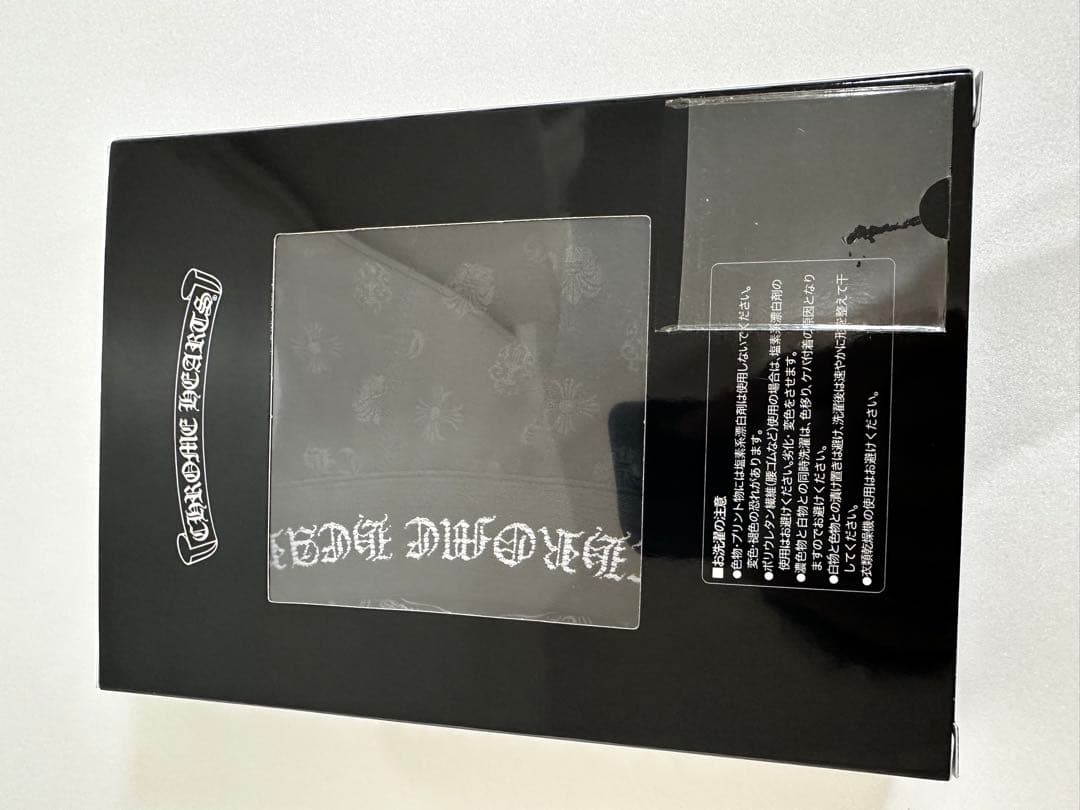 CHROME HEARTS
ROME HEA
■お洗濯の注意
●色物・プリント物には塩素系漂白剤は使用しないでください。
変色・褪色の恐れがあります。
●ポリウレタン繊維(腰ゴムなど)使用の場合は、塩素系漂白剤の
使用はお避けください。劣化・変色をさせます。
●濃色物と白物との同時洗濯は、色移り、ケバ付着の原因となり
ますのでお避けください。
●白物と色物との漬け置きは避け、洗濯後は速やかに形を整えて干
してください。
●衣類乾燥機の使用はお避けください。